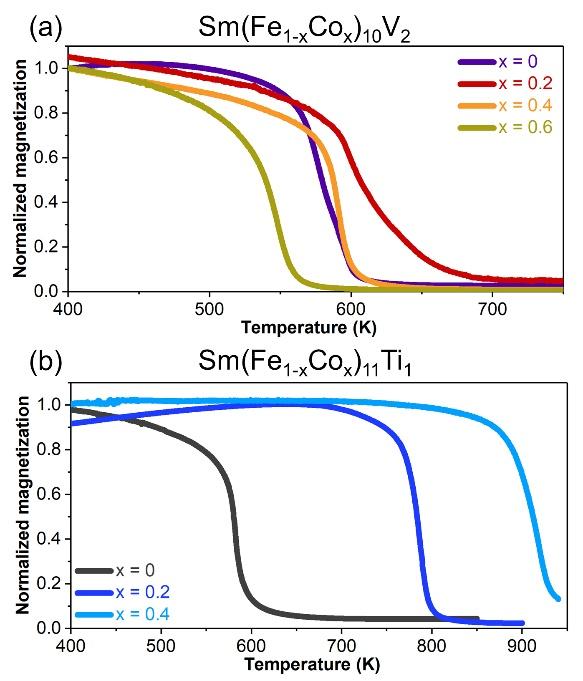 (a) Sm(Fe₁₋ₓCoₓ)₁₀V₂
Normalized magnetization
1.0
0.8
0.6
0.4
0.2
0.0
x = 0
x = 0.2
x = 0.4
x = 0.6
400 500 600 700
Temperature (K)
(b) Sm(Fe₁₋ₓCoₓ)₁₁Ti₁
Normalized magnetization
1.0
0.8
0.6
0.4
0.2
0.0
x = 0
x = 0.2
x = 0.4
400 500 600 700 800 900
Temperature (K)